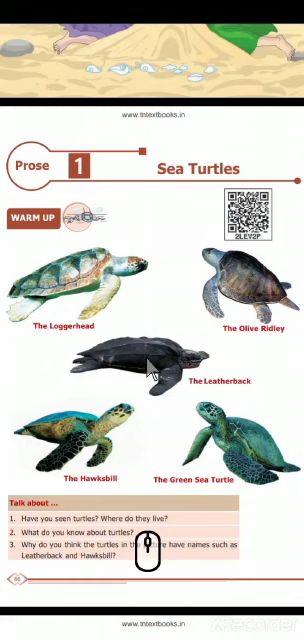 www.tntextbooks.in
Prose 1 Sea Turtles
WARM UP
2LEV2P
The Loggerhead
The Olive Ridley
The Leatherback
The Hawksbill
The Green Sea Turtle
Talk about ...
1. Have you seen turtles? Where do they live?
2. What do you know about turtles?
3. Why do you think the turtles in the have names such as
Leatherback and Hawksbill?
86
www.tntextbooks.in